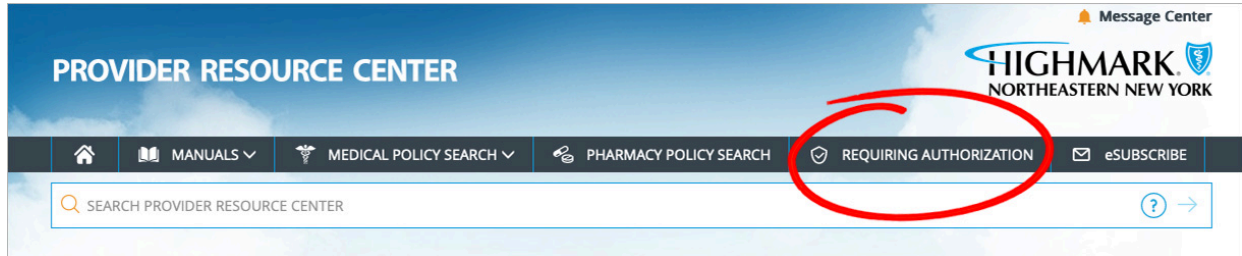 Message Center
PROVIDER RESOURCE CENTER
HIGHMARK
NORTHEASTERN NEW YORK
MANUALS MEDICAL POLICY SEARCH PHARMACY POLICY SEARCH REQUIRING AUTHORIZATION eSUBSCRIBE
SEARCH PROVIDER RESOURCE CENTER ?